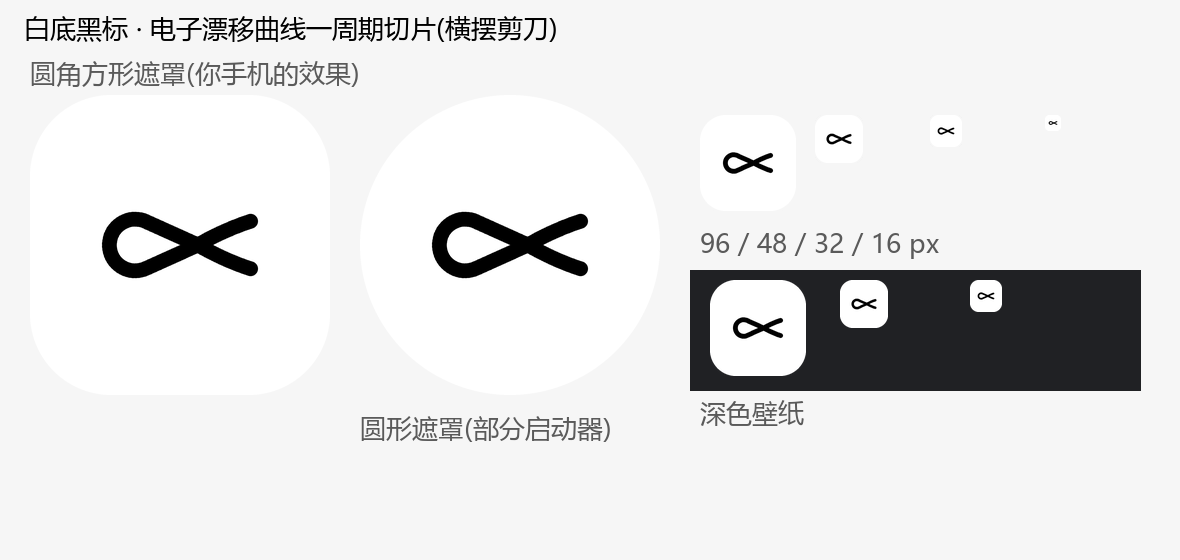 白底黑标 · 电子漂移曲线一周期切片(横摆剪刀)
圆角方形遮罩(你手机的效果)
96 / 48 / 32 / 16 px
深色壁纸
圆形遮罩(部分启动器)